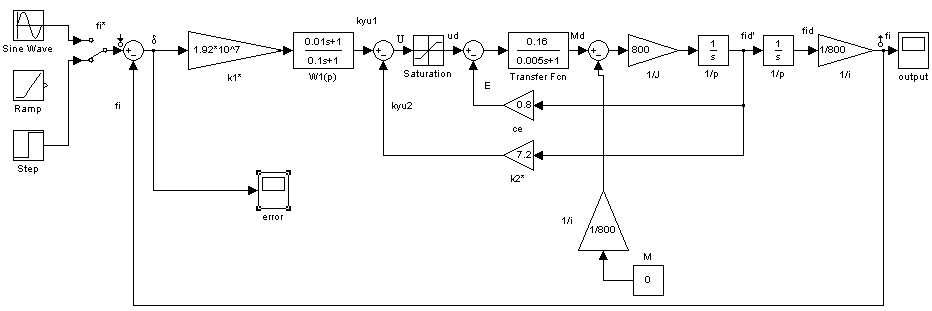 Sine Wave
fi*
Ramp
Step
fi
δ
1.92*10^7
k1*
kyu1
0.01s+1
0.1s+1
W1(p)
U
kyu2
Saturation
ud
E
0.16
0.005s+1
Transfer Fcn
Md
0.8
ce
7.2
k2*
800
1/J
1
s
1/p
fid'
1
s
1/p
fid
1/800
1/i
fi
output
error
1/i
1/800
M
0